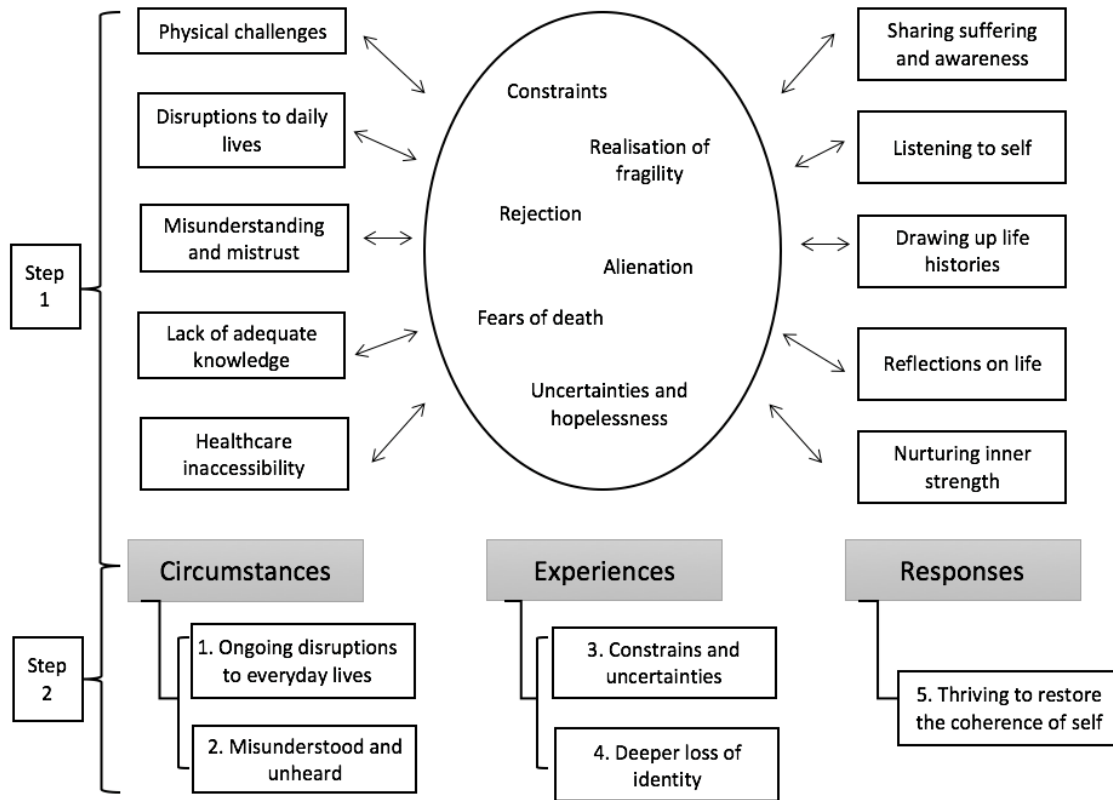 Physical challenges
Disruptions to daily
lives
Misunderstanding
and mistrust
Lack of adequate
knowledge
Healthcare
inaccessibility
Step
1
Constraints
Realisation of
fragility
Rejection
Alienation
Fears of death
Uncertainties and
hopelessness
Sharing suffering
and awareness
Listening to self
Drawing up life
histories
Reflections on life
Nurturing inner
strength
Circumstances
Experiences
Responses
Step
2
1. Ongoing disruptions
to everyday lives
2. Misunderstood and
unheard
3. Constrains and
uncertainties
4. Deeper loss of
identity
5. Thriving to restore
the coherence of self